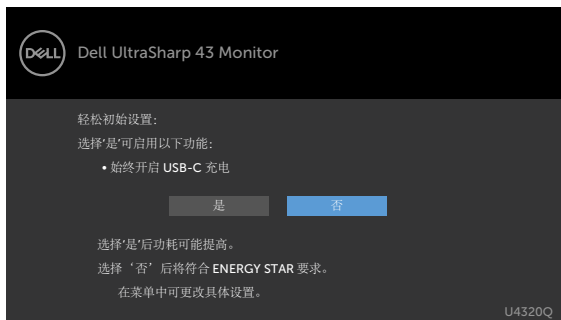 DELL
Dell UltraSharp 43 Monitor
轻松初始设置:
选择'是'可启用以下功能:
• 始终开启 USB-C 充电
是 否
选择'是'后功耗可能提高。
选择‘否’后将符合 ENERGY STAR 要求。
在菜单中可更改具体设置。
U4320Q